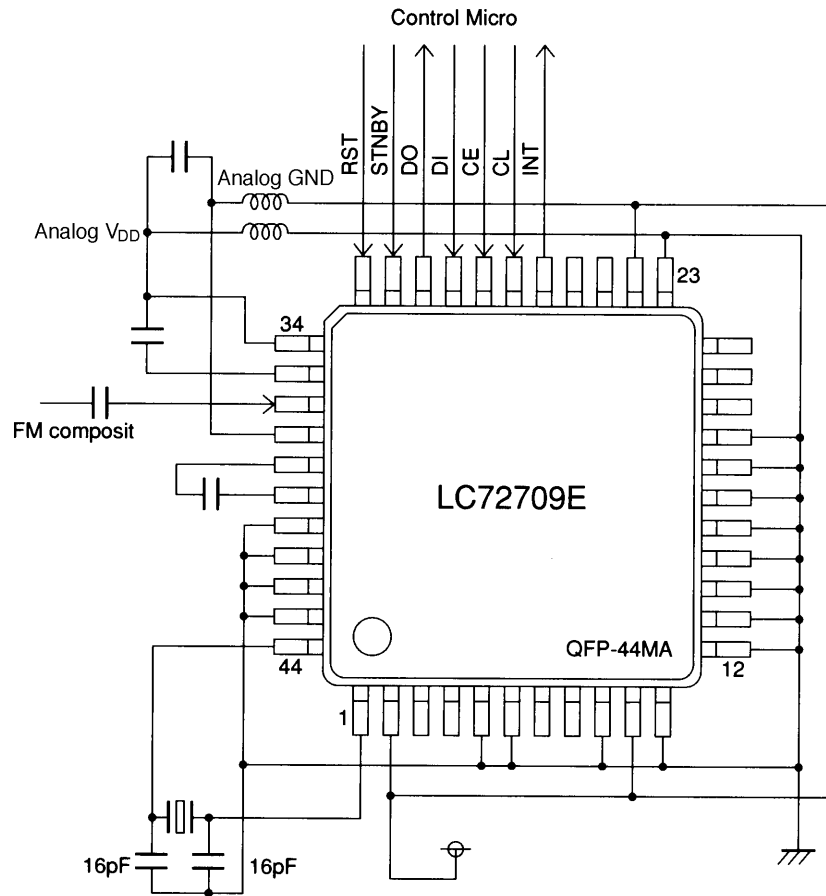 Control Micro
RST
STNBY
DO
DI
CE
CL
INT
Analog GND
Analog VDD
23
34
FM composit
LC72709E
QFP-44MA
44
12
1
16pF
16pF